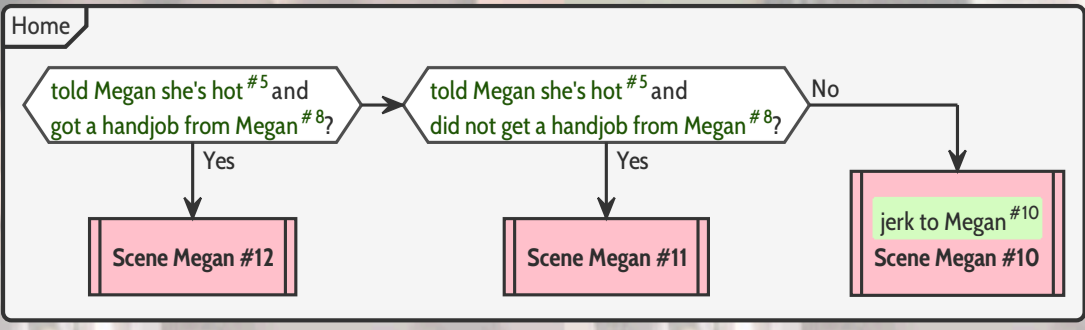 Home
told Megan she's hot #5 and
got a handjob from Megan #8?
told Megan she's hot #5 and
did not get a handjob from Megan #8?
No
Yes
Yes
Scene Megan #12
Scene Megan #11
jerk to Megan #10
Scene Megan #10